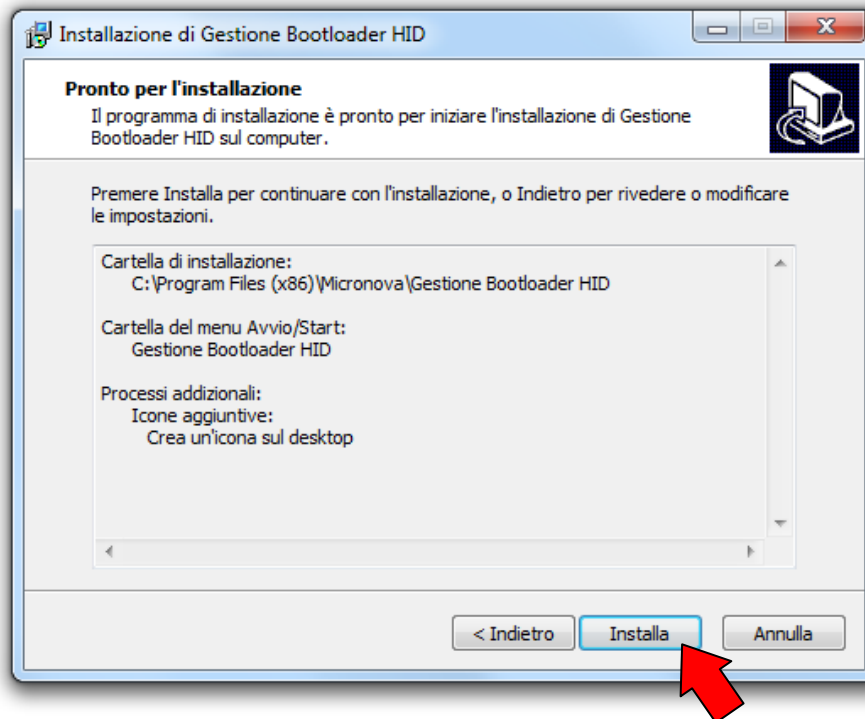 Installazione di Gestione Bootloader HID
Pronto per l'installazione
Il programma di installazione è pronto per iniziare l'installazione di Gestione
Bootloader HID sul computer.
Premere Installa per continuare con l'installazione, o Indietro per rivedere o modificare
le impostazioni.
Cartella di installazione:
C:\Program Files (x86)\Micronova\Gestione Bootloader HID
Cartella del menu Avvio/Start:
Gestione Bootloader HID
Processi addizionali:
Icone aggiuntive:
Crea un'icona sul desktop
< Indietro
Installa
Annulla